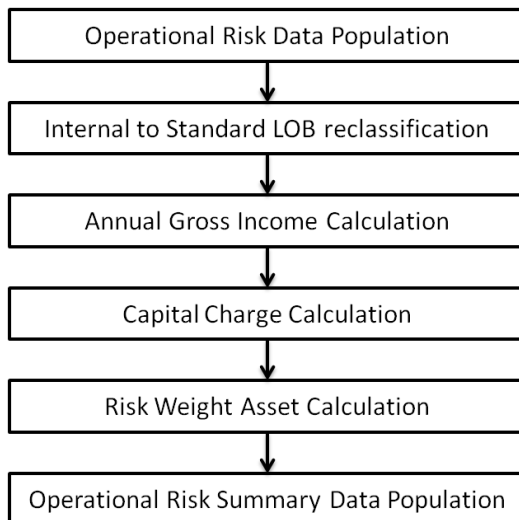 Operational Risk Data Population
Internal to Standard LOB reclassification
Annual Gross Income Calculation
Capital Charge Calculation
Risk Weight Asset Calculation
Operational Risk Summary Data Population